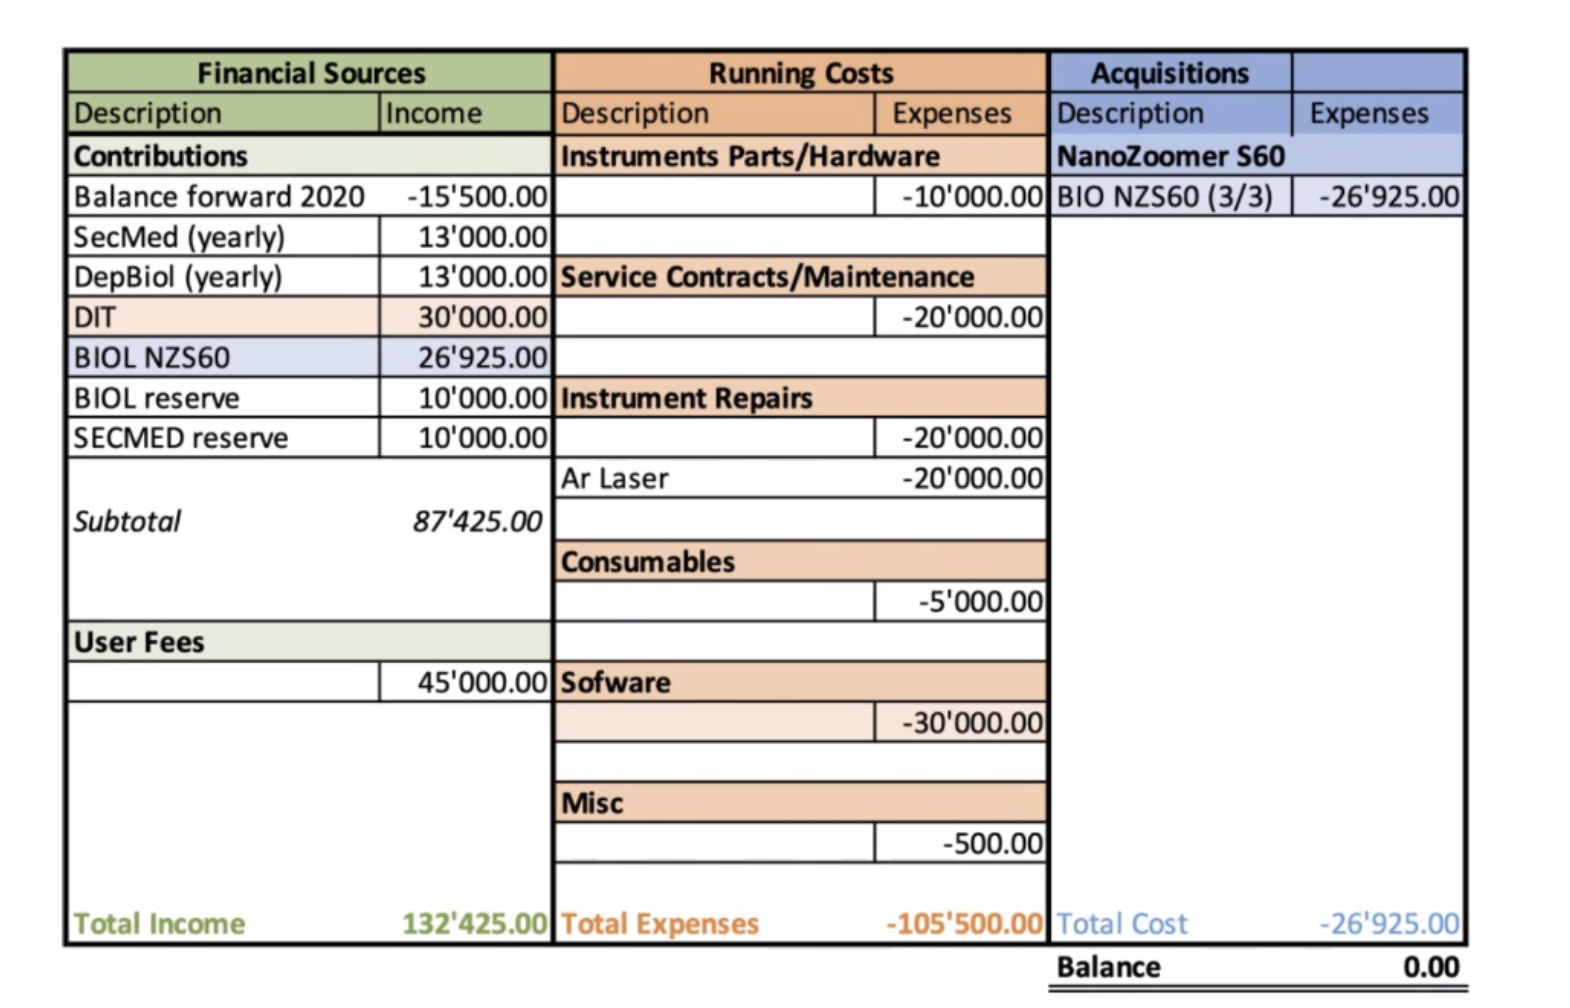 Financial Sources Running Costs Acquisitions
Description Income Description Expenses Description Expenses
Contributions Instruments Parts/Hardware NanoZoomer S60
Balance forward 2020 -15'500.00 -10'000.00 BIO NZS60 (3/3) -26'925.00
SecMed (yearly) 13'000.00
DepBiol (yearly) 13'000.00 Service Contracts/Maintenance
DIT 30'000.00 -20'000.00
BIOL NZS60 26'925.00
BIOL reserve 10'000.00 Instrument Repairs
SECMED reserve 10'000.00 -20'000.00
Ar Laser -20'000.00
Subtotal 87'425.00
Consumables
-5'000.00
User Fees
45'000.00 Sofware
-30'000.00
Misc
-500.00
Total Income 132'425.00 Total Expenses -105'500.00 Total Cost -26'925.00
Balance 0.00